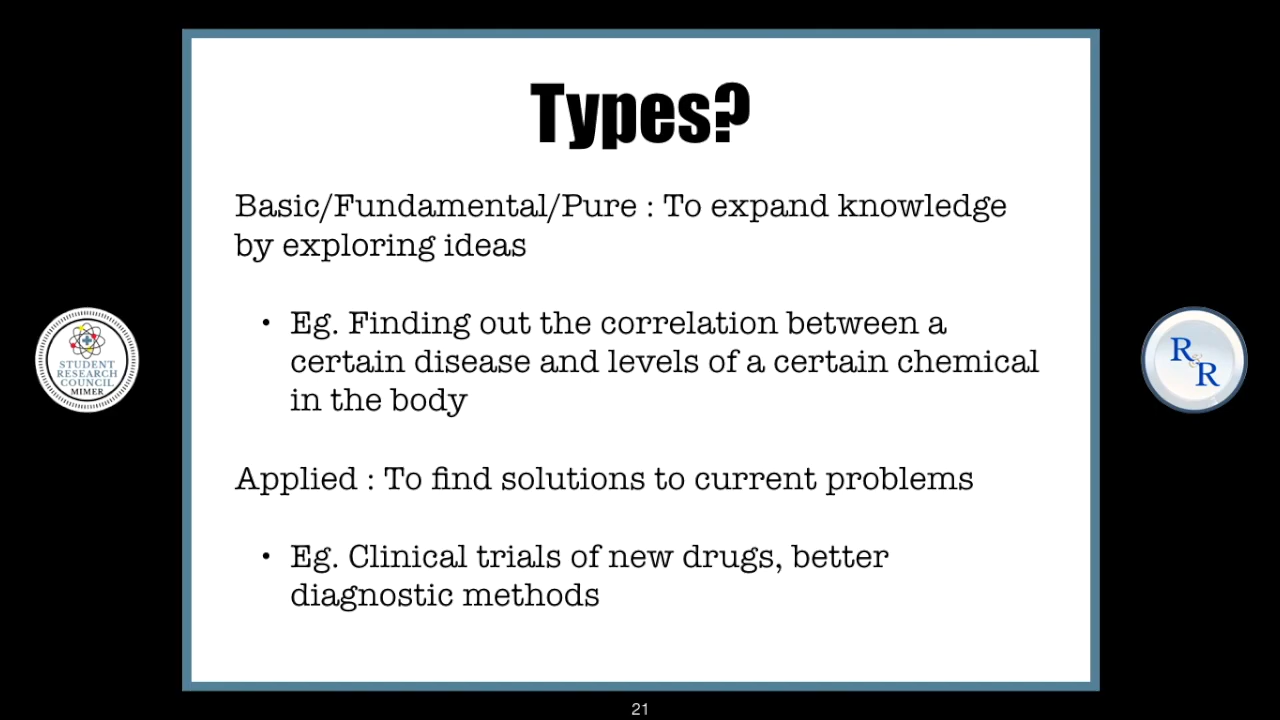 Types?
Basic/Fundamental/Pure : To expand knowledge
by exploring ideas
• Eg. Finding out the correlation between a
certain disease and levels of a certain chemical
in the body
Applied : To find solutions to current problems
• Eg. Clinical trials of new drugs, better
diagnostic methods
STUDENT
RESEARCH
COUNCIL
MIMER
R
R
21